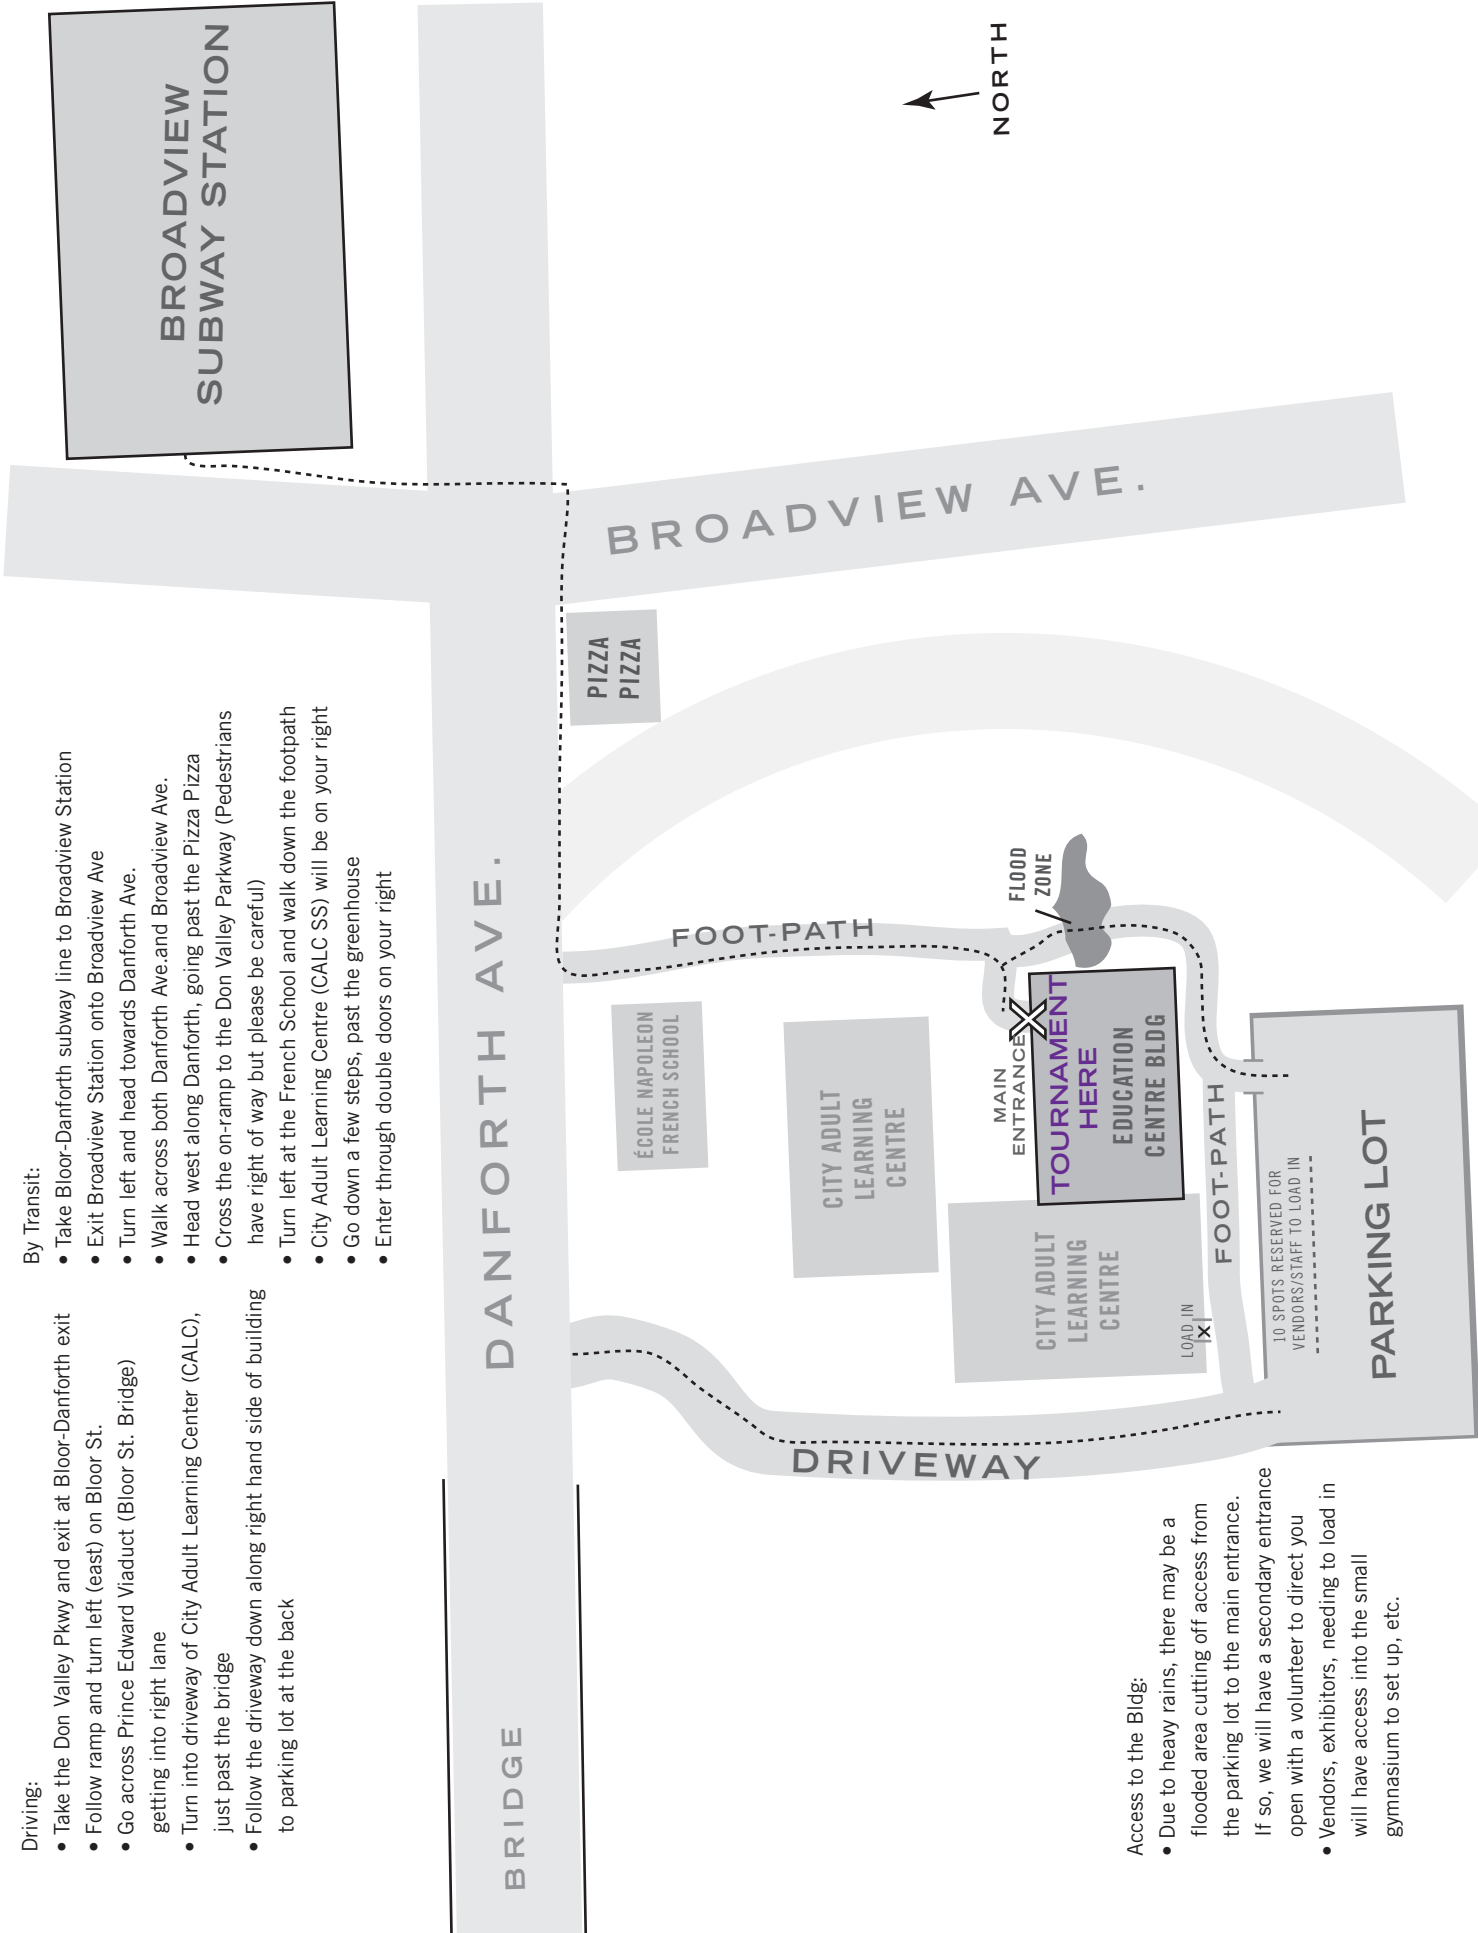 Driving:
• Take the Don Valley Pkwy and exit at Bloor-Danforth exit
• Follow ramp and turn left (east) on Bloor St.
• Go across Prince Edward Viaduct (Bloor St. Bridge)
getting into right lane
• Turn into driveway of City Adult Learning Center (CALC),
just past the bridge
• Follow the driveway down along right hand side of building
to parking lot at the back
By Transit:
• Take Bloor-Danforth subway line to Broadview Station
• Exit Broadview Station onto Broadview Ave
• Turn left and head towards Danforth Ave.
• Walk across both Danforth Ave.and Broadview Ave.
• Head west along Danforth, going past the Pizza Pizza
• Cross the on-ramp to the Don Valley Parkway (Pedestrians
have right of way but please be careful)
• Turn left at the French School and walk down the footpath
• City Adult Learning Centre (CALC SS) will be on your right
• Go down a few steps, past the greenhouse
• Enter through double doors on your right
BROADVIEW
SUBWAY STATION
BRIDGE
DANFORTH AVE.
BROADVIEW AVE.
PIZZA
PIZZA
ÉCOLE NAPOLEON
FRENCH SCHOOL
FOOT-PATH
CITY ADULT
LEARNING
CENTRE
DRIVEWAY
CITY ADULT
LEARNING
CENTRE
MAIN
ENTRANCE
X
TOURNAMENT
HERE
EDUCATION
CENTRE BLDG
FLOOD
ZONE
NORTH
LOAD IN
X
FOOT-PATH
10 SPOTS RESERVED FOR
VENDORS/STAFF TO LOAD IN
PARKING LOT
Access to the Bldg:
• Due to heavy rains, there may be a
flooded area cutting off access from
the parking lot to the main entrance.
If so, we will have a secondary entrance
open with a volunteer to direct you
• Vendors, exhibitors, needing to load in
will have access into the small
gymnasium to set up, etc.